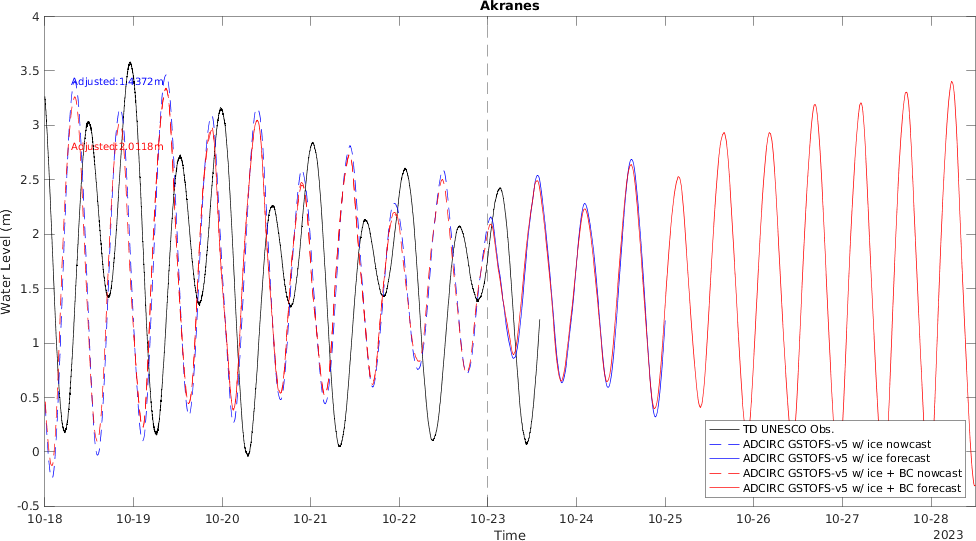 Akranes
4
3.5
3
2.5
2
1.5
1
0.5
0
-0.5
Water Level (m)
Adjusted:1.4372m
Adjusted:2.0118m
TD UNESCO Obs.
ADCIRC GSTOFS-v5 w/ ice nowcast
ADCIRC GSTOFS-v5 w/ ice forecast
ADCIRC GSTOFS-v5 w/ ice + BC nowcast
ADCIRC GSTOFS-v5 w/ ice + BC forecast
10-18 10-19 10-20 10-21 10-22 10-23 10-24 10-25 10-26 10-27 10-28
Time
2023